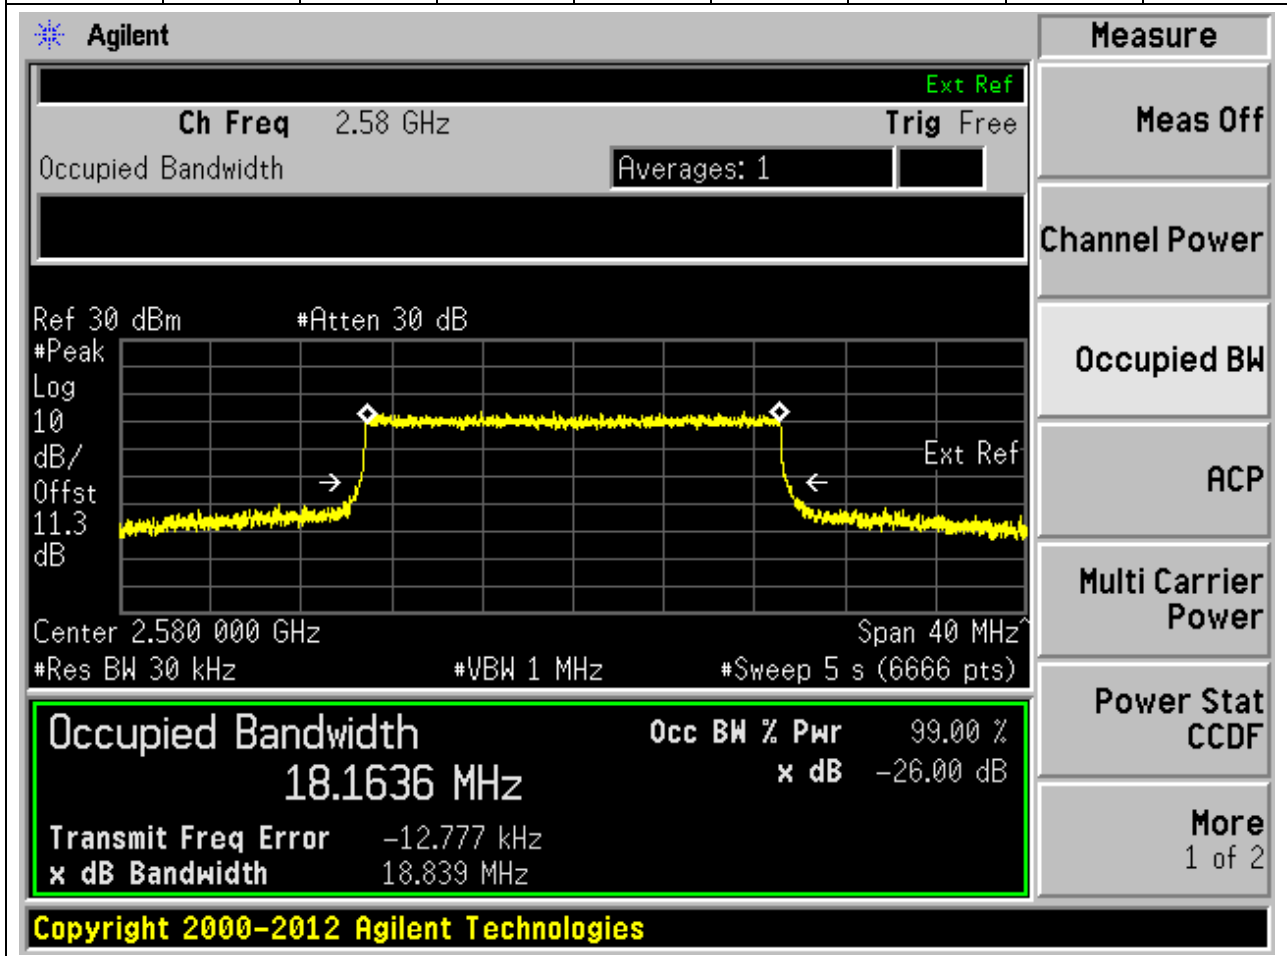 Agilent
Measure
Ext Ref
Ch Freq 2.58 GHz Trig Free
Occupied Bandwidth Averages: 1
Ref 30 dBm #Atten 30 dB
#Peak
Log
10
dB/
Offst
11.3
dB
Ext Ref
Center 2.580 000 GHz Span 40 MHz^
#Res BW 30 kHz #VBW 1 MHz #Sweep 5 s (6666 pts)
Occupied Bandwidth Occ BW % Pwr 99.00 %
18.1636 MHz x dB -26.00 dB
Transmit Freq Error -12.777 kHz
x dB Bandwidth 18.839 MHz
Copyright 2000-2012 Agilent Technologies
Meas Off
Channel Power
Occupied BW
ACP
Multi Carrier
Power
Power Stat
CCDF
More
1 of 2